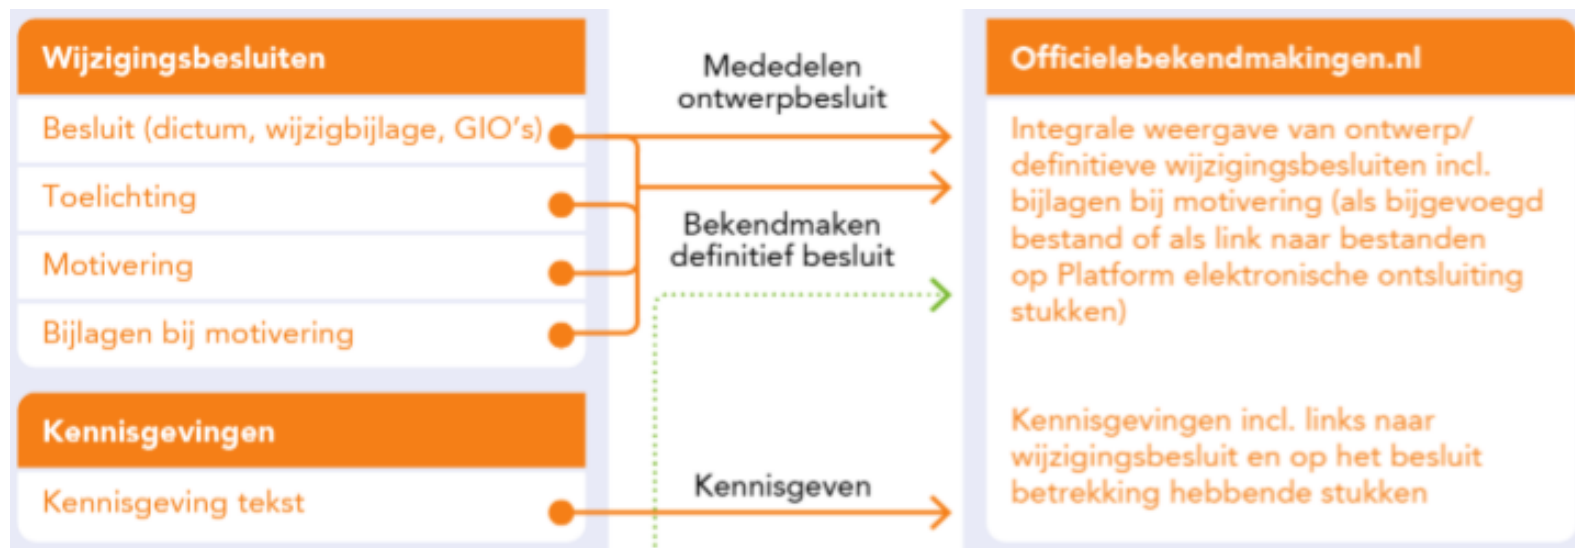 Wijzigingsbesluiten
Besluit (dictum, wijzigbijlage, GIO's)
Toelichting
Motivering
Bijlagen bij motivering
Kennisgevingen
Kennisgeving tekst
Mededelen
ontwerpbesluit
Bekendmaken
definitief besluit
Kennisgeven
Officielebekendmakingen.nl
Integrale weergave van ontwerp/
definitieve wijzigingsbesluiten incl.
bijlagen bij motivering (als bijgevoegd
bestand of als link naar bestanden
op Platform elektronische ontsluiting
stukken)
Kennisgevingen incl. links naar
wijzigingsbesluit en op het besluit
betrekking hebbende stukken